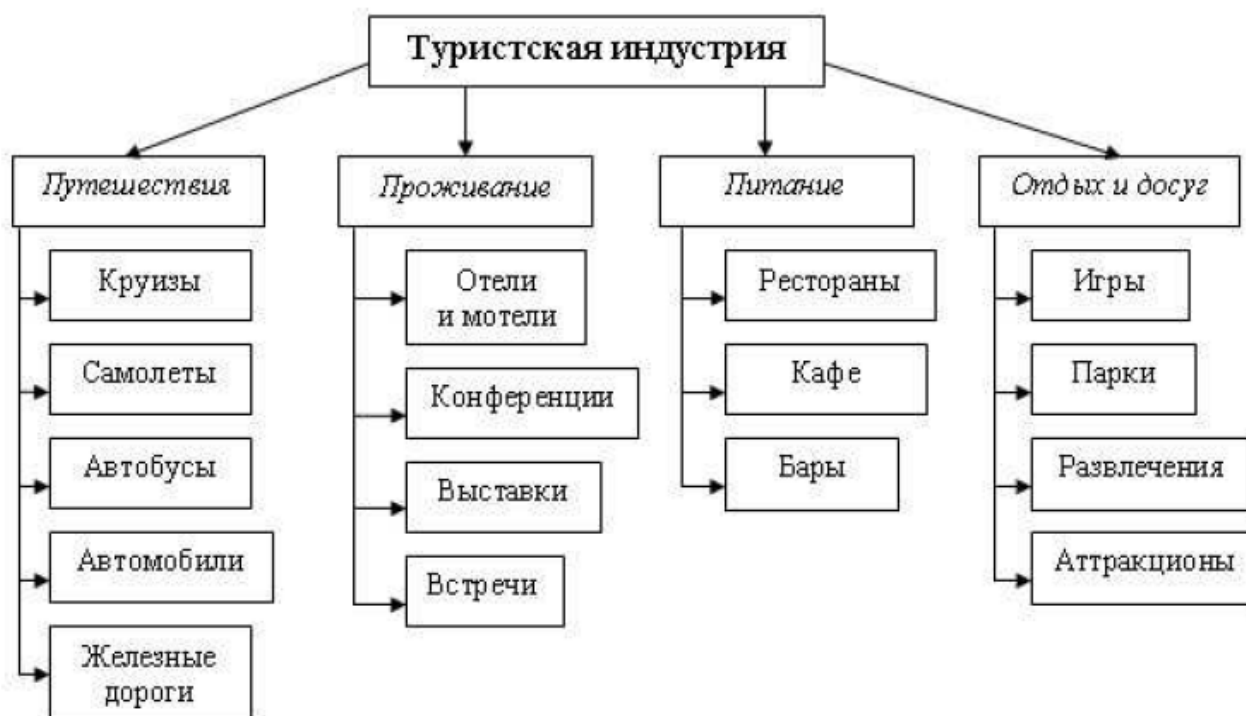 Туристская индустрия
Путешествия
Круизы
Самолеты
Автобусы
Автомобили
Железные
дороги
Проживание
Отели
и мотели
Конференции
Выставки
Встречи
Питание
Рестораны
Кафе
Бары
Отдых и досуг
Игры
Парки
Развлечения
Аттракционы